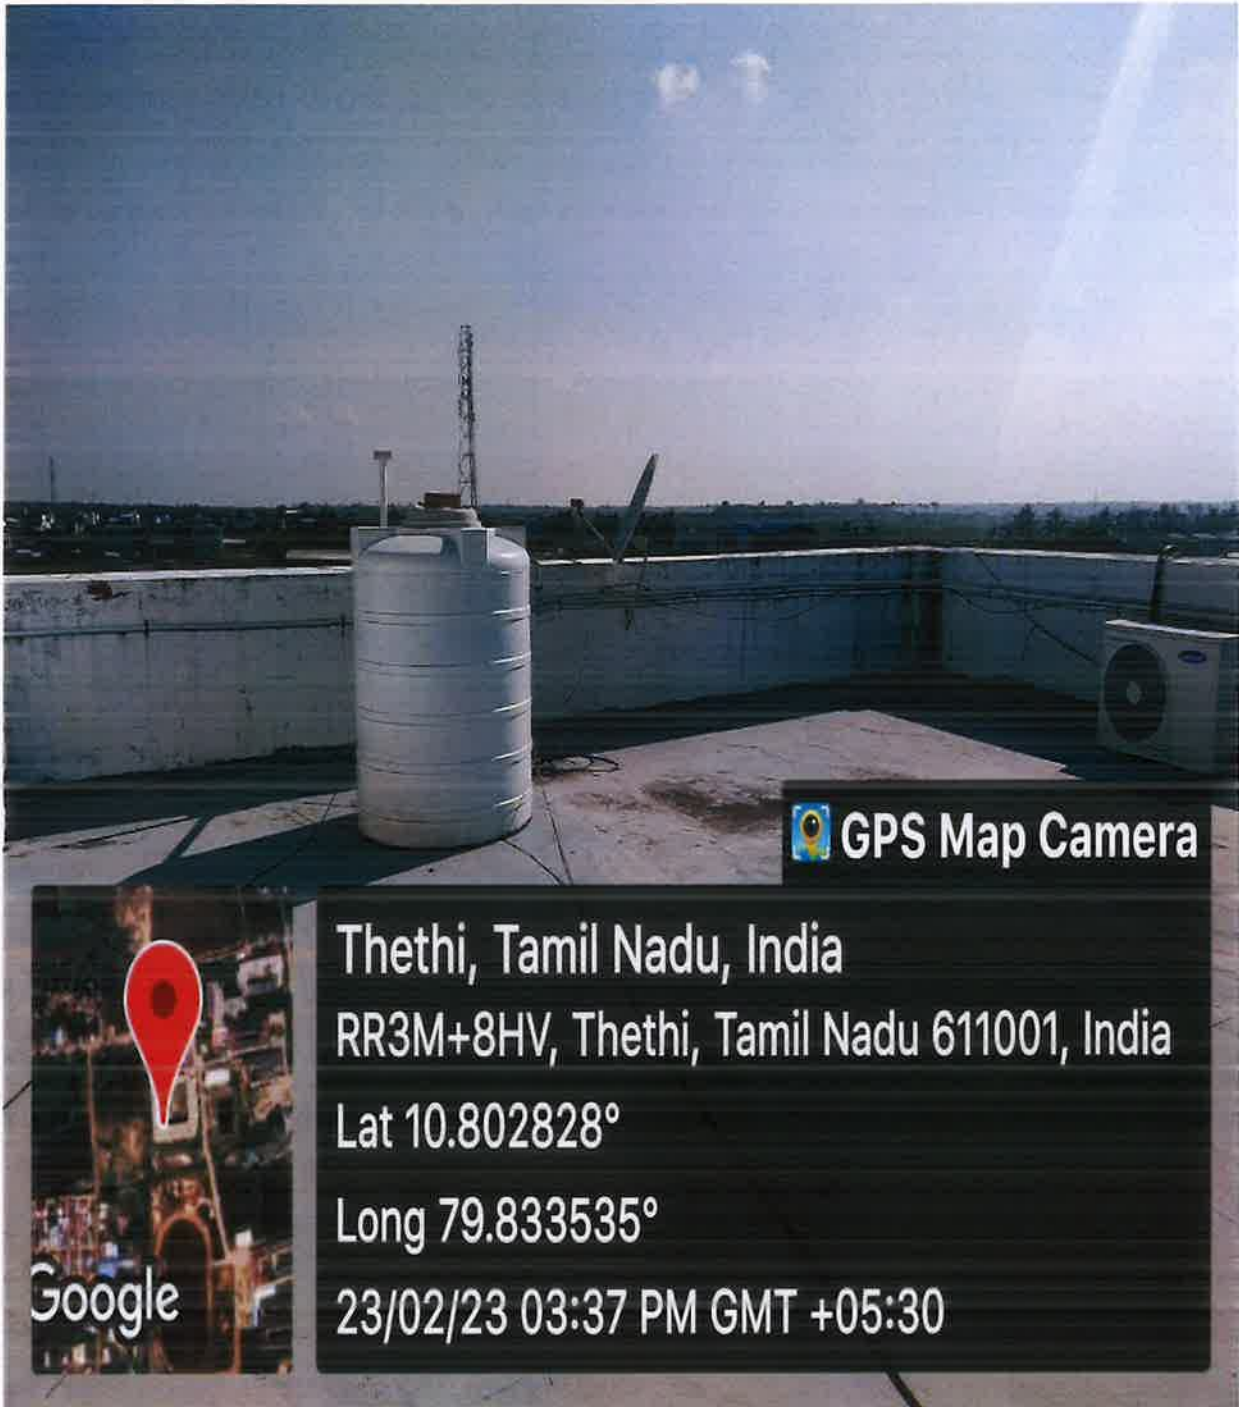 GPS Map Camera
Thethi, Tamil Nadu, India
RR3M+8HV, Thethi, Tamil Nadu 611001, India
Lat 10.802828°
Long 79.833535°
23/02/23 03:37 PM GMT +05:30
Google